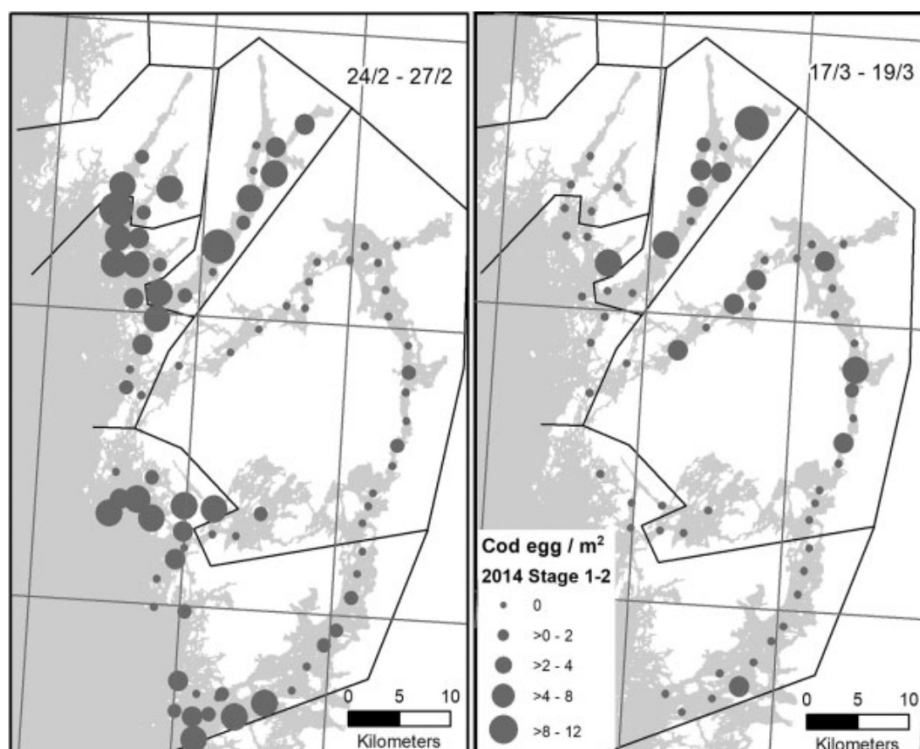 24/2 - 27/2
0 5 10
Kilometers
17/3 - 19/3
Cod egg / m²
2014 Stage 1-2
0
>0 - 2
>2 - 4
>4 - 8
>8 - 12
0 5 10
Kilometers